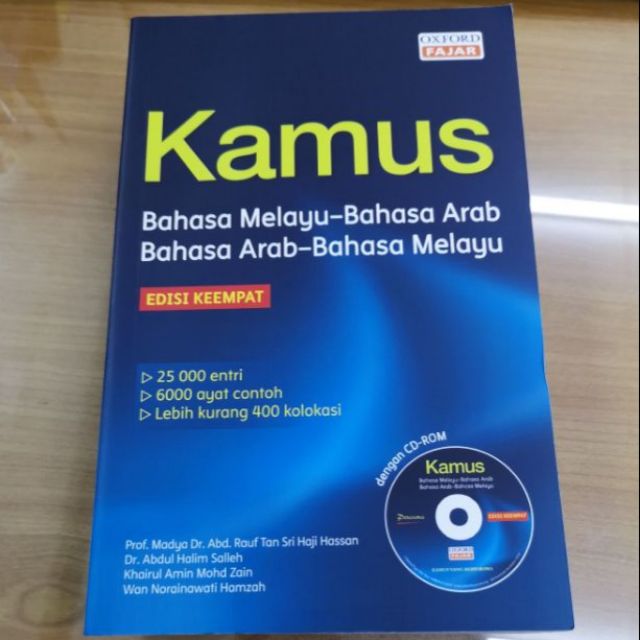 OXFORD
FAJAR
Kamus
Bahasa Melayu–Bahasa Arab
Bahasa Arab–Bahasa Melayu
EDISI KEEMPAT
▷ 25 000 entri
▷ 6000 ayat contoh
▷ Lebih kurang 400 kolokasi
dengan CD-ROM
Kamus
Bahasa Melayu–Bahasa Arab
Bahasa Arab–Bahasa Melayu
EDISI KEEMPAT
OXFORD
FAJAR
Prof. Madya Dr. Abd. Rauf Tan Sri Haji Hassan
Dr. Abdul Halim Salleh
Khairul Amin Mohd Zain
Wan Norainawati Hamzah